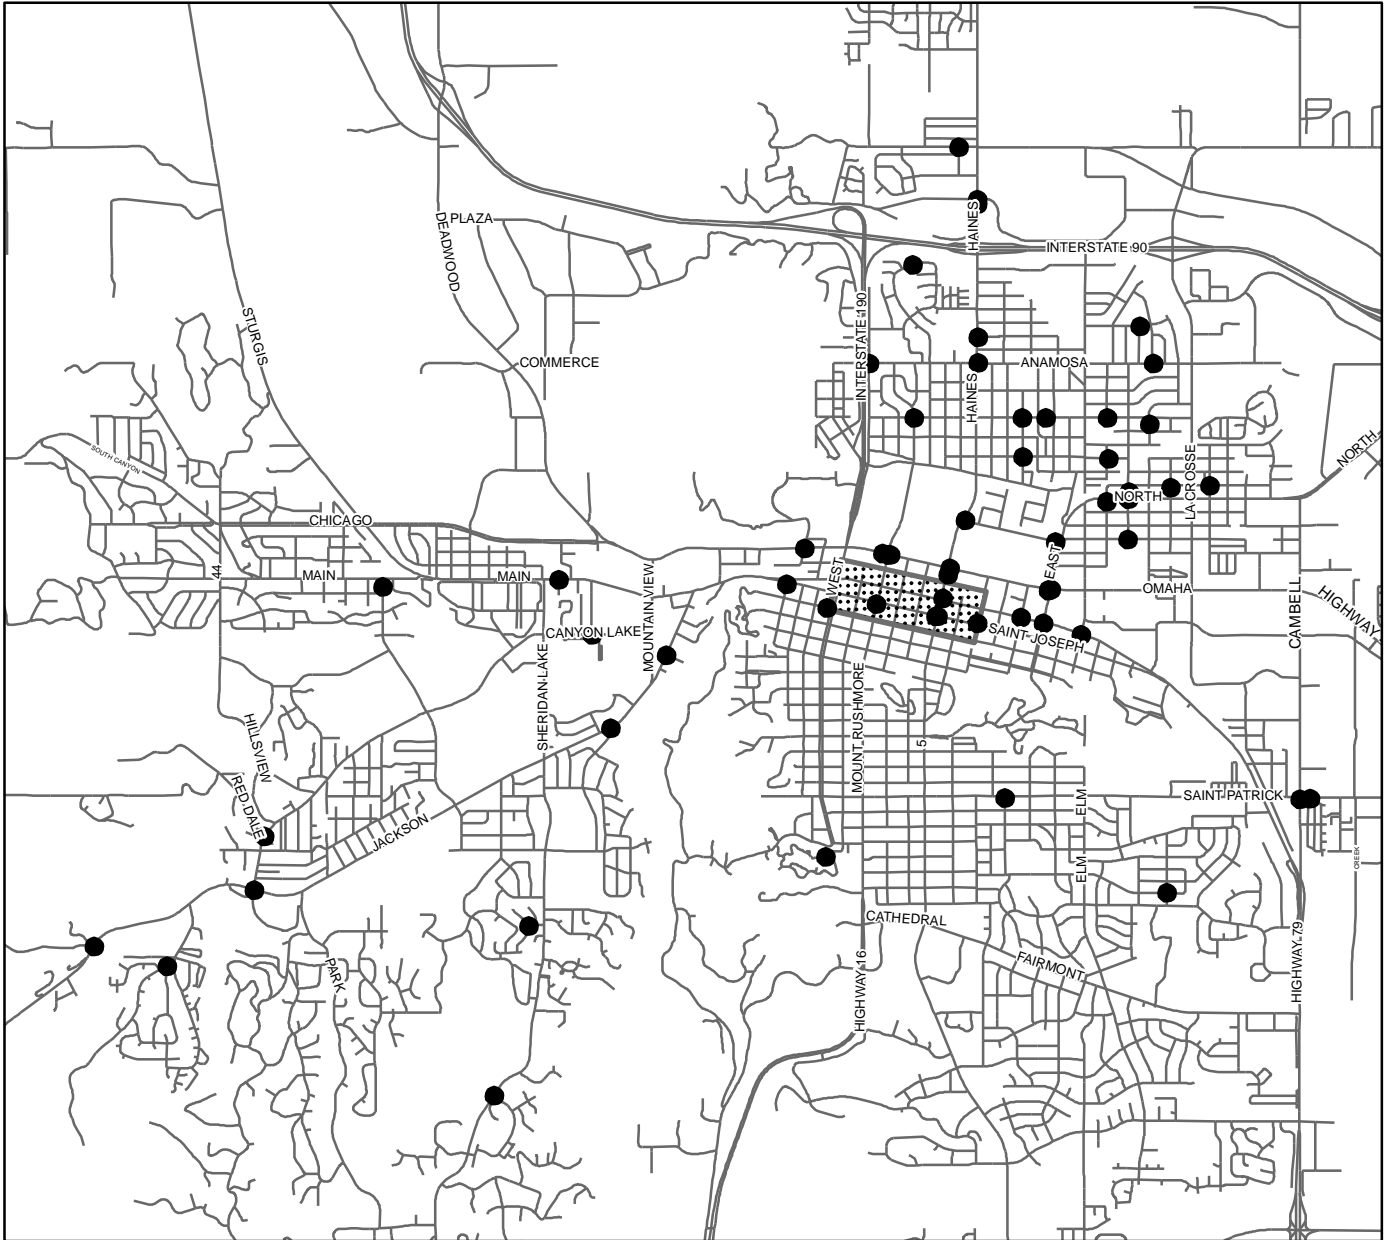 PLAZA
DEADWOOD
HAINES
INTERSTATE 90
STURGIS
INTERSTATE 190
COMMERCE
ANAMOSA
HAINES
SOUTH CANYON
NORTH
LA CROSSE
NORTH
CHICAGO
44
MAIN
MAIN
MOUNTAIN VIEW
WEST
EAST
OMAHA
CAMBELL
HIGHWAY
CANYON LAKE
SAINT JOSEPH
SHERIDAN LAKE
MOUNT RUSHMORE
HILLSVIEW
5
RED DALE
JACKSON
ELM
SAINT PATRICK
ELM
CREEK
CATHEDRAL
PARK
FAIRMONT
HIGHWAY 16
HIGHWAY 79